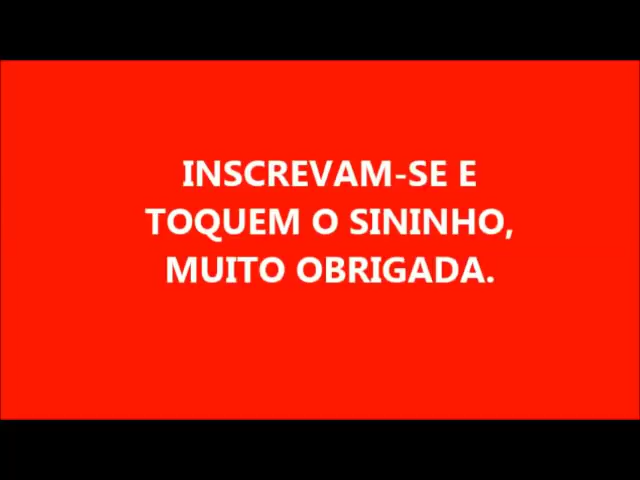 INSCREVAM-SE E
TOQUEM O SININHO,
MUITO OBRIGADA.